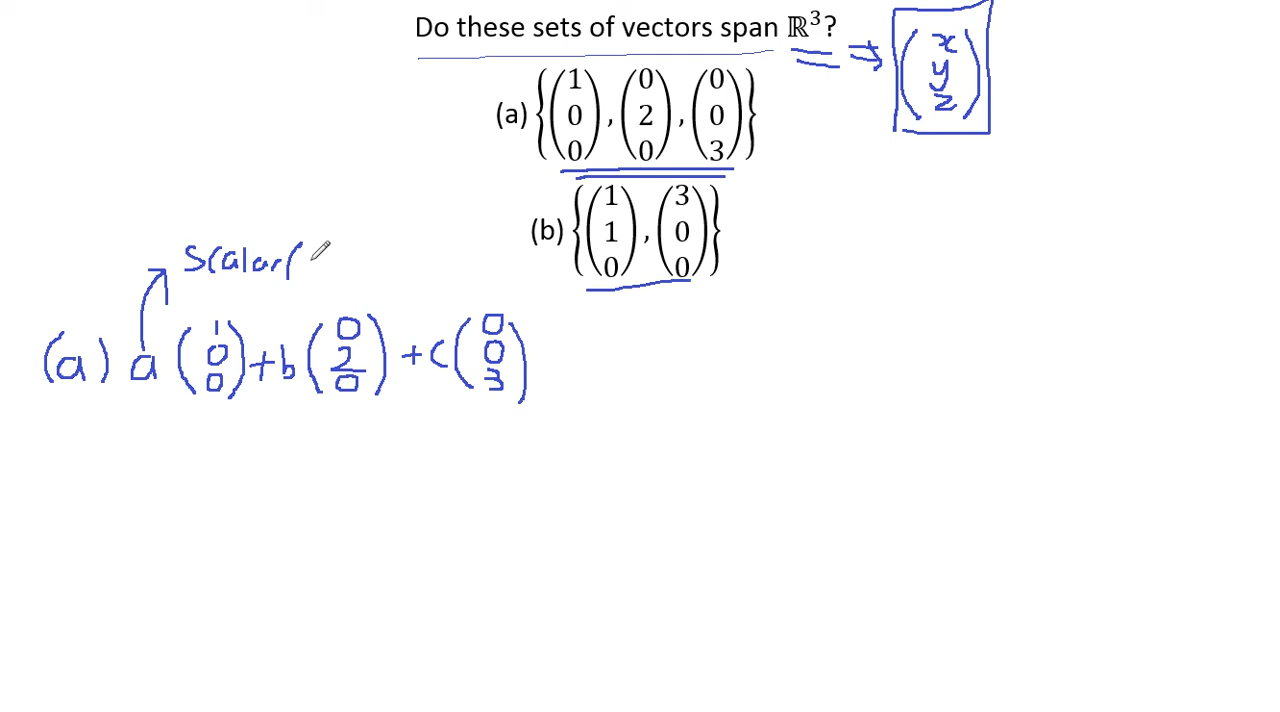 Do these sets of vectors span ℝ³? ⇒ (x y z)
(a) {(1 0 0), (0 2 0), (0 0 3)}
(b) {(1 1 0), (3 0 0)}
Scalar(
(a) a (1 0 0) + b (0 2 0) + c (0 0 3)